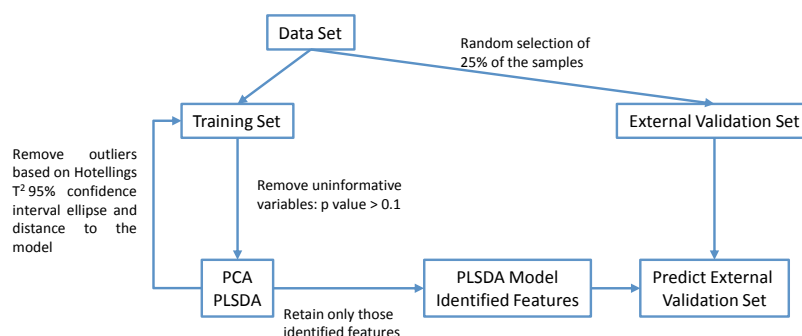 Data Set
Random selection of
25% of the samples
Training Set
External Validation Set
Remove outliers
based on Hotellings
T² 95% confidence
interval ellipse and
distance to the
model
Remove uninformative
variables: p value > 0.1
PCA
PLSDA
PLSDA Model
Identified Features
Predict External
Validation Set
Retain only those
identified features